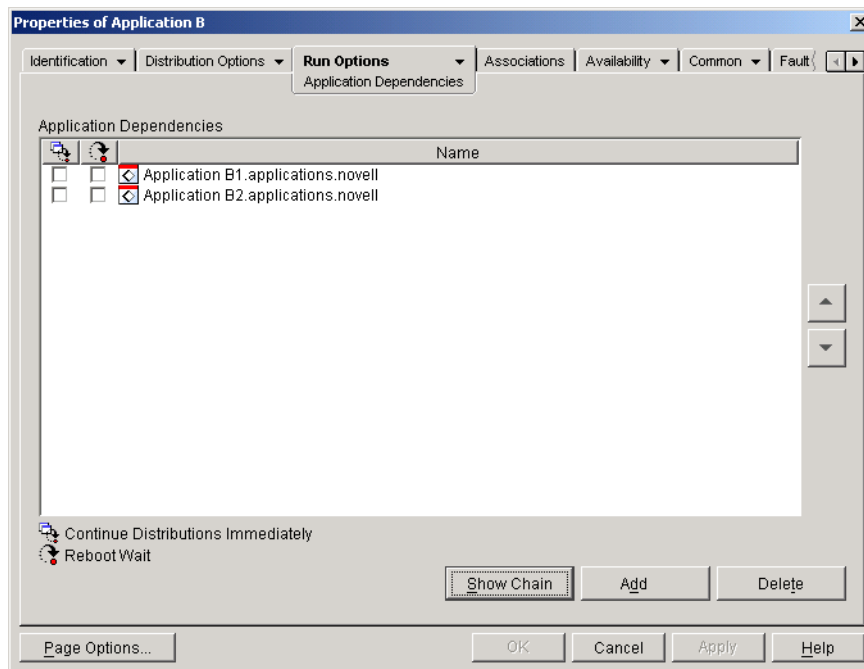 Properties of Application B
Identification
Distribution Options
Run Options
Associations
Availability
Common
Fault
Application Dependencies
Application Dependencies
Name
Application B1.applications.novell
Application B2.applications.novell
Continue Distributions Immediately
Reboot Wait
Show Chain
Add
Delete
Page Options...
OK
Cancel
Apply
Help